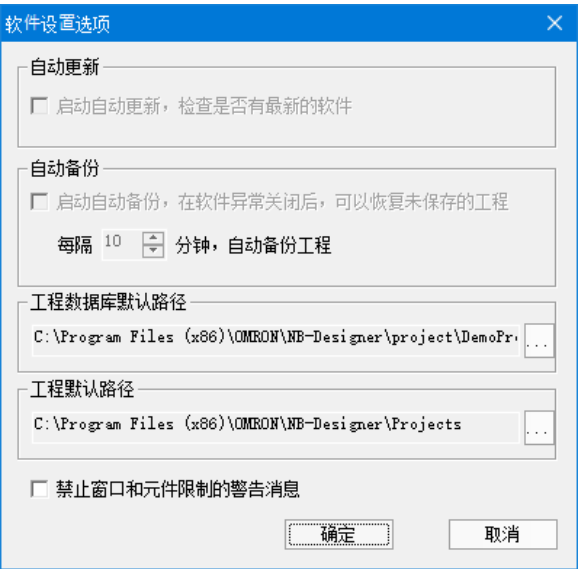 软件设置选项
自动更新
启动自动更新，检查是否有最新的软件
自动备份
启动自动备份，在软件异常关闭后，可以恢复未保存的工程
每隔 10 分钟，自动备份工程
工程数据库默认路径
C:\Program Files (x86)\OMRON\NB-Designer\project\DemoPr
...
工程默认路径
C:\Program Files (x86)\OMRON\NB-Designer\Projects
...
禁止窗口和元件限制的警告消息
确定 取消